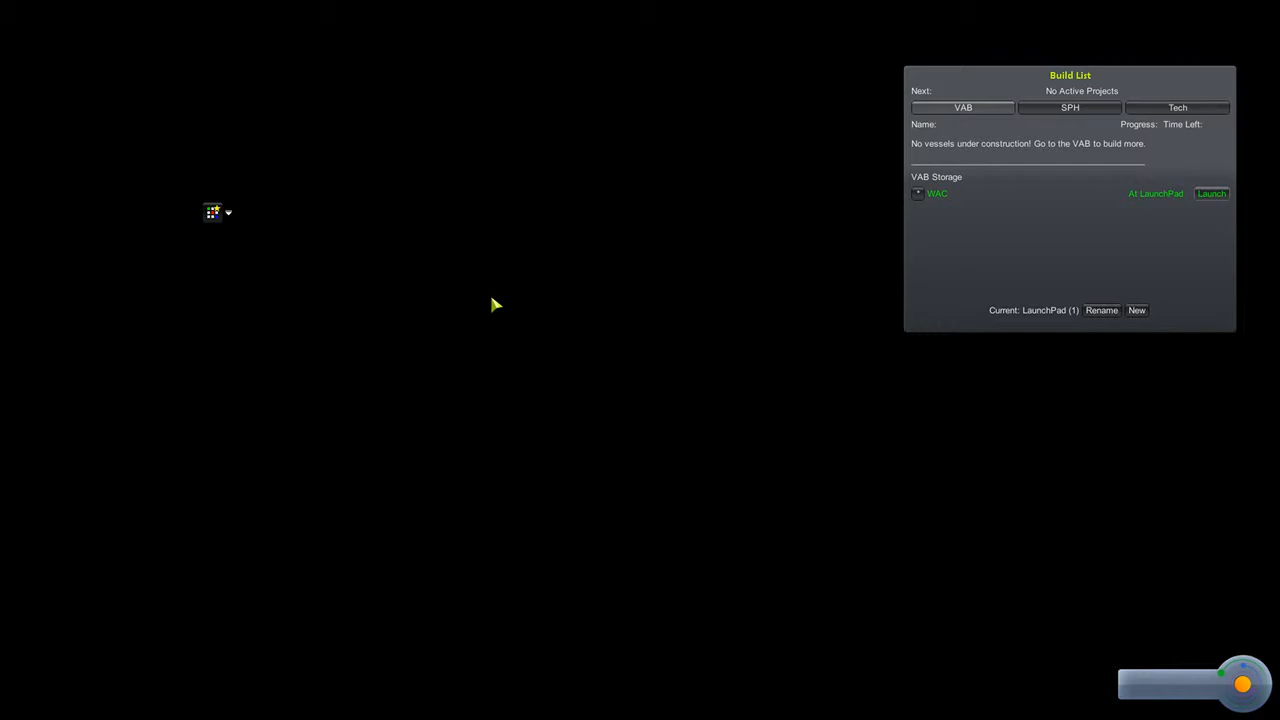 Build List
Next: No Active Projects
VAB SPH Tech
Name: Progress: Time Left:
No vessels under construction! Go to the VAB to build more.
VAB Storage
* WAC At LaunchPad Launch
Current: LaunchPad (1) Rename New